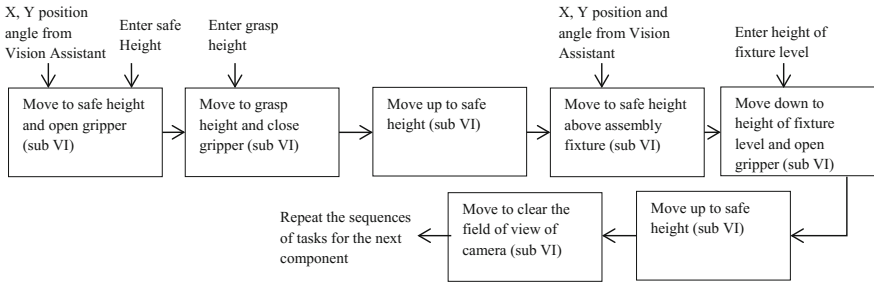 X, Y position
angle from
Vision Assistant
Enter safe
Height
Enter grasp
height
X, Y position and
angle from Vision
Assistant
Enter height of
fixture level
Move to safe height
and open gripper
(sub VI)
Move to grasp
height and close
gripper (sub VI)
Move up to safe
height (sub VI)
Move to safe height
above assembly
fixture (sub VI)
Move down to
height of fixture
level and open
gripper (sub VI)
Move up to safe
height (sub VI)
Move to clear the
field of view of
camera (sub VI)
Repeat the sequences
of tasks for the next
component